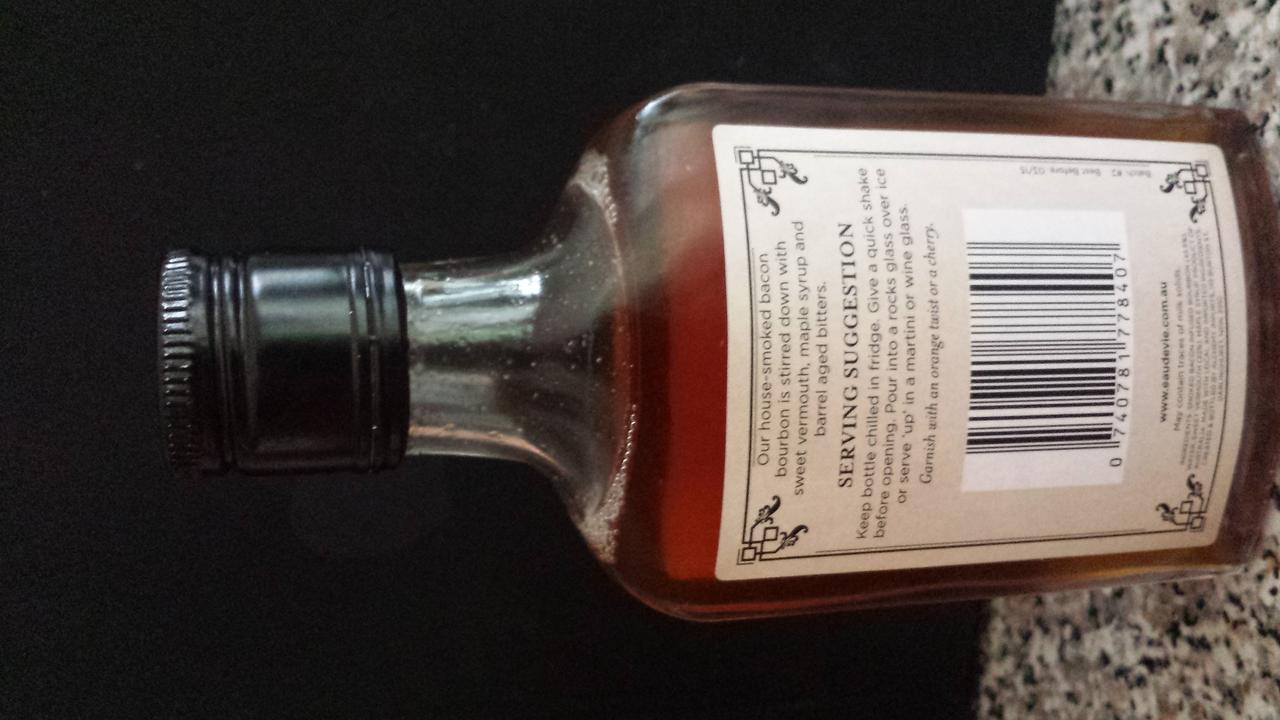 Our house-smoked bacon
bourbon is stirred down with
sweet vermouth, maple syrup and
barrel aged bitters.
SERVING SUGGESTION
Keep bottle chilled in fridge. Give a quick shake
before opening. Pour into a rocks glass over ice
or serve 'up' in a martini or wine glass.
Garnish with an orange twist or a cherry.
0 740781 778407
www.eaudevie.com.au
May contain traces of milk solids.
Batch #2 Best Before 03/15